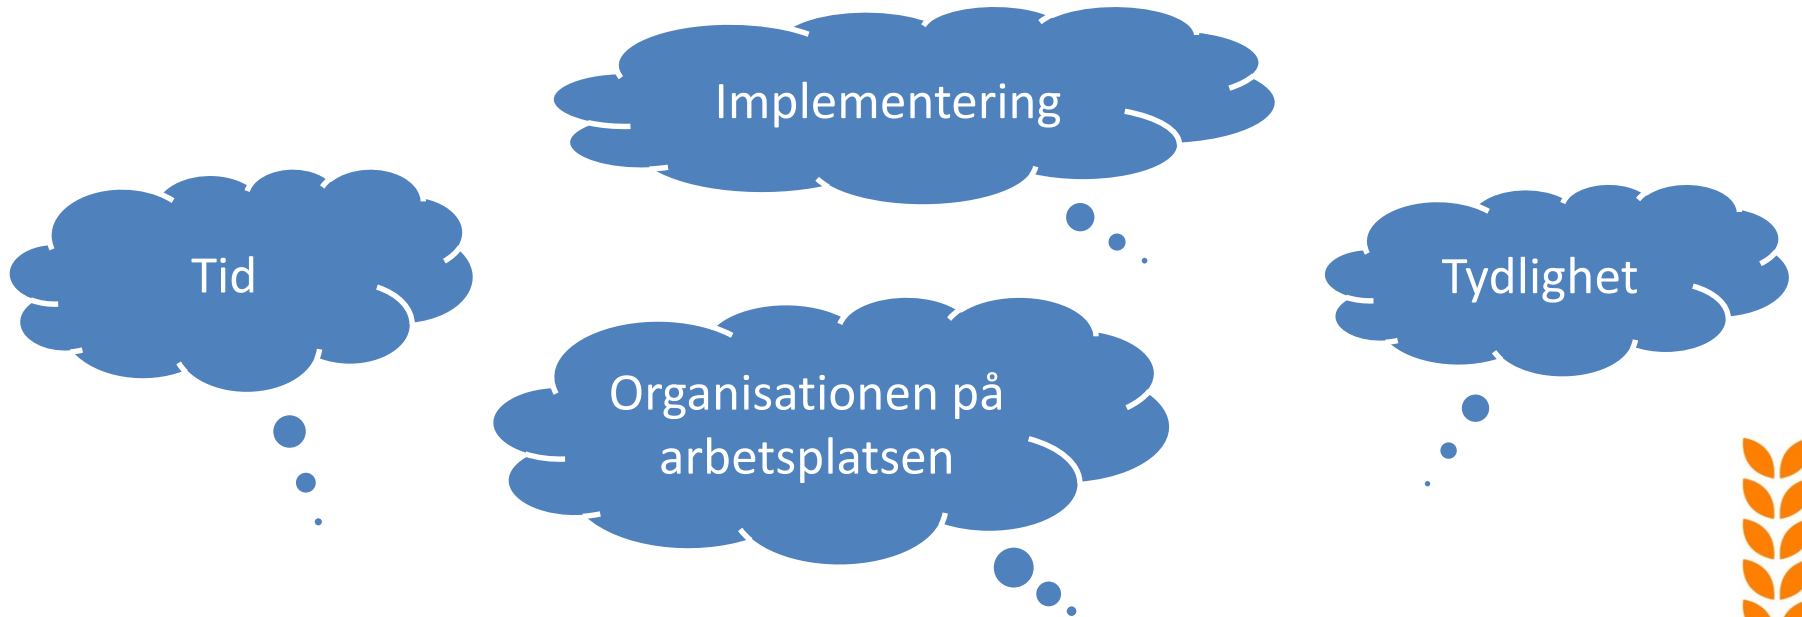 Implementering
Tid
Tydlighet
Organisationen på
arbetsplatsen